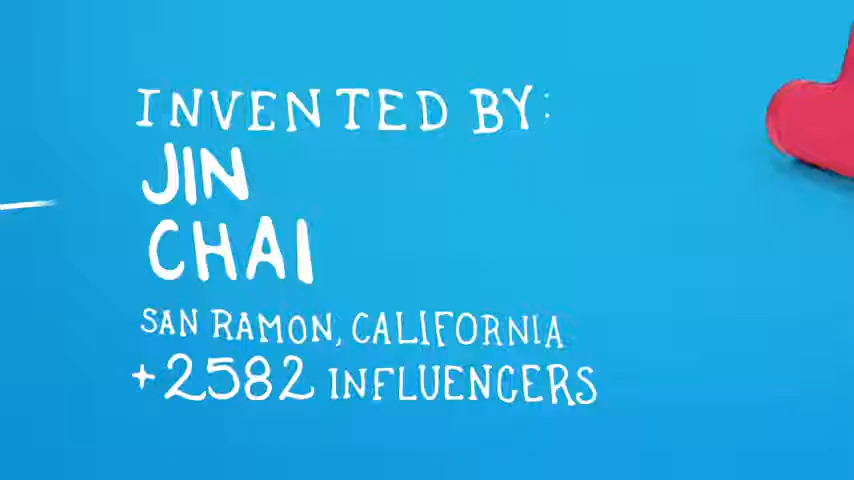 INVENTED BY:
JIN
CHAI
SAN RAMON, CALIFORNIA
+2582 INFLUENCERS